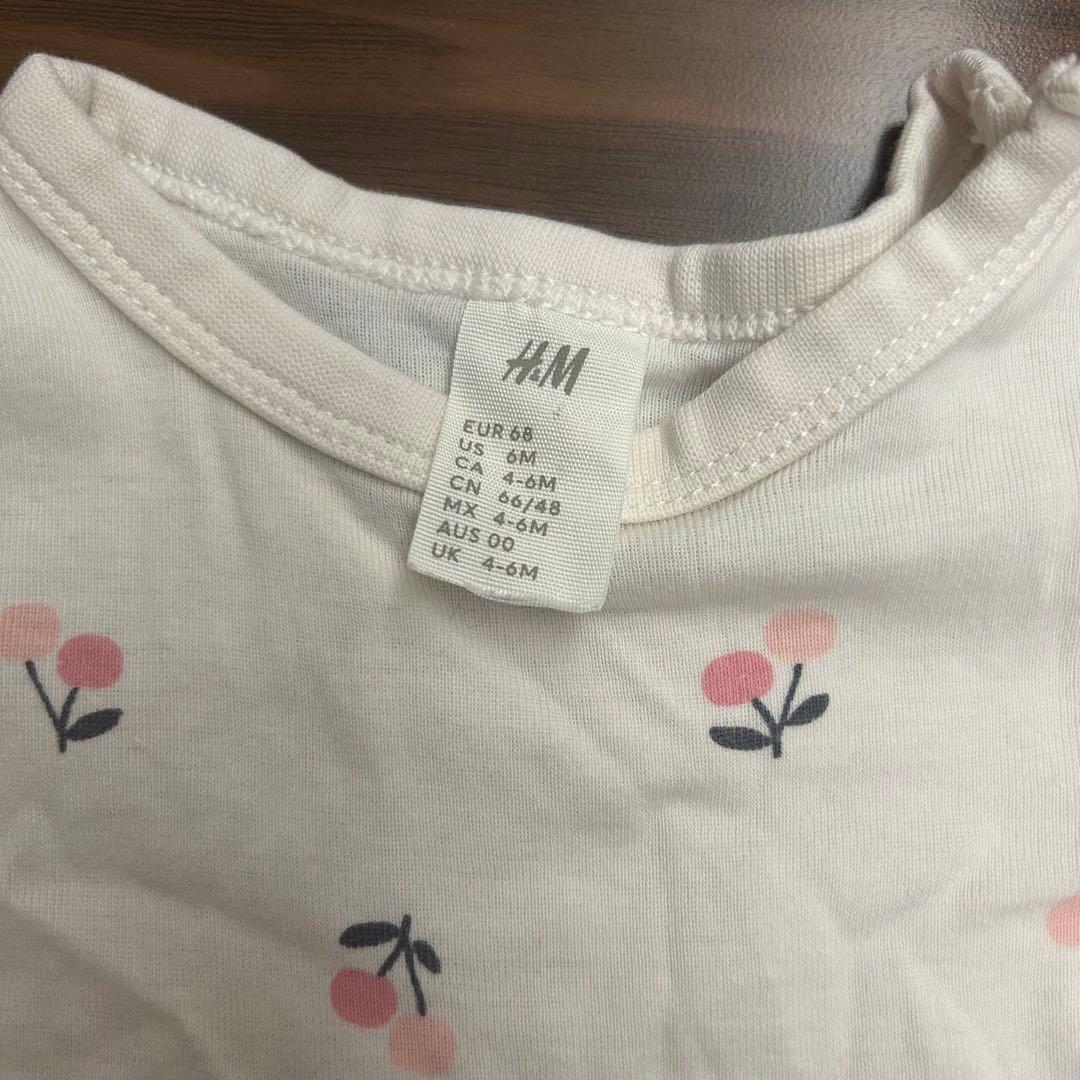 H&M
EUR 68
US 6M
CA 4-6M
CN 66/48
MX 4-6M
AUS 00
UK 4-6M